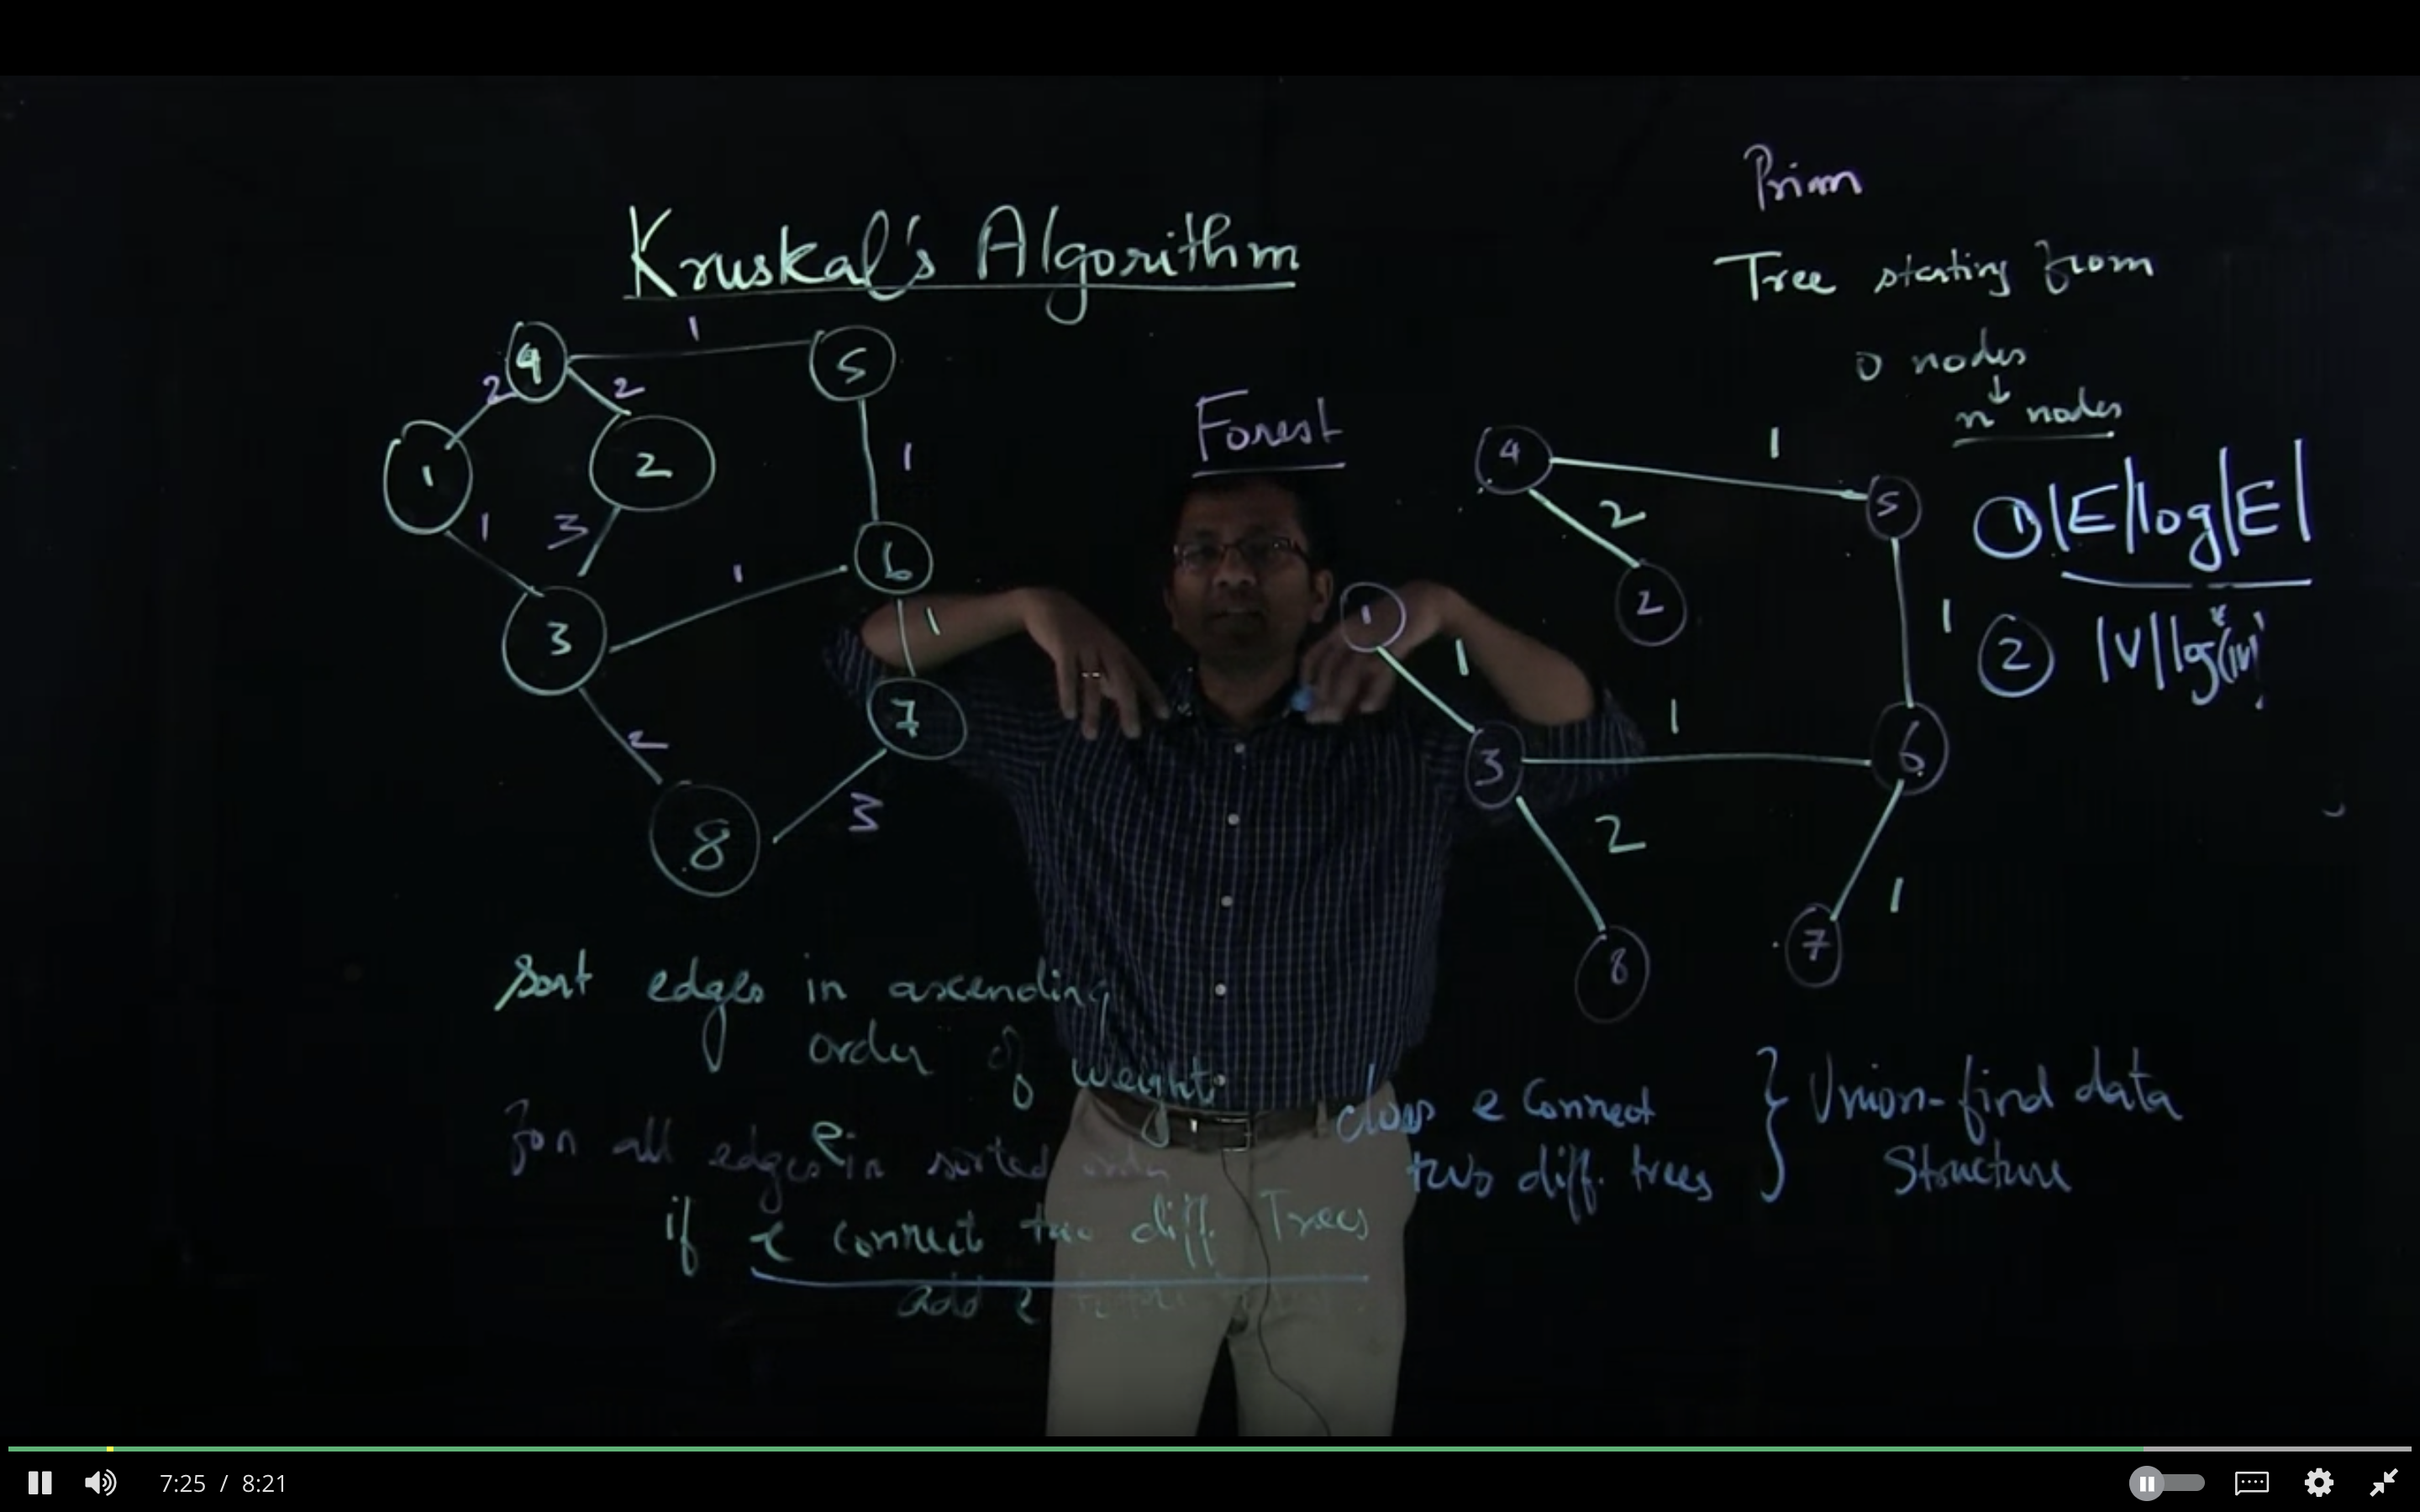 Prim
Kruskal's Algorithm
Tree starting from
0 nodes
↓
n nodes
Forest
4
1
5
2
2
1
2
1
1
3
3
1
6
1
7
2
8
3
4
1
5
2
2
1
1
1
3
1
6
2
1
8
7
① |E|log|E|
② |V|log*(|V|)
Sort edges in ascending
order of weight
for all edges e in sorted order
if e connect two diff. Trees
add e
does e connect
two diff. trees
} Union-find data
Structure
7:25 / 8:21